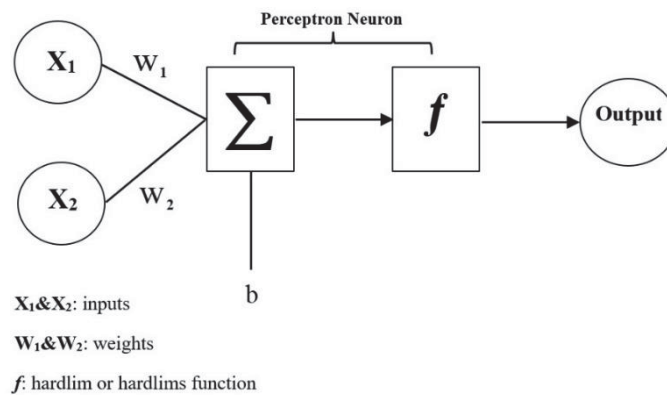 Perceptron Neuron
X₁
W₁
∑
f
Output
X₂
W₂
b
X₁&X₂: inputs
W₁&W₂: weights
f: hardlim or hardlims function